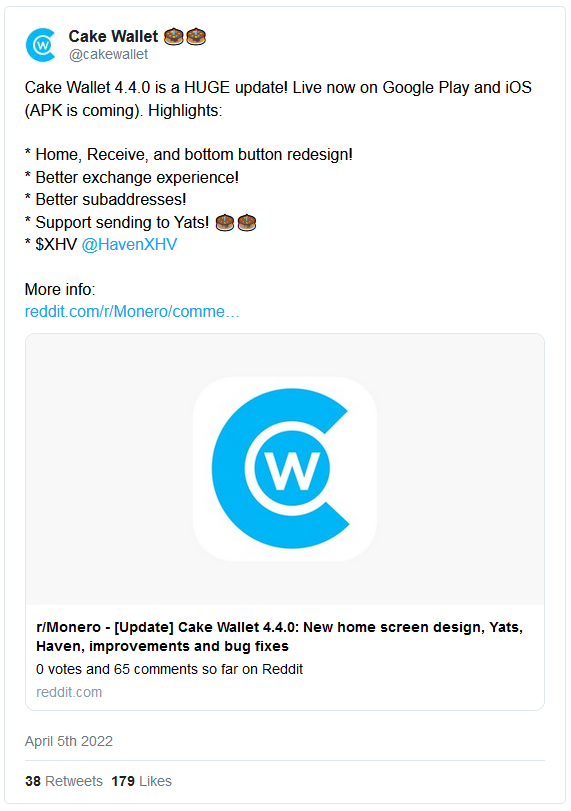 Cake Wallet 🎂🎂
@cakewallet
Cake Wallet 4.4.0 is a HUGE update! Live now on Google Play and iOS
(APK is coming). Highlights:
* Home, Receive, and bottom button redesign!
* Better exchange experience!
* Better subaddresses!
* Support sending to Yats! 🎂🎂
* $XHV @HavenXHV
More info:
reddit.com/r/Monero/comme…
CW
r/Monero - [Update] Cake Wallet 4.4.0: New home screen design, Yats,
Haven, improvements and bug fixes
0 votes and 65 comments so far on Reddit
reddit.com
April 5th 2022
38 Retweets 179 Likes